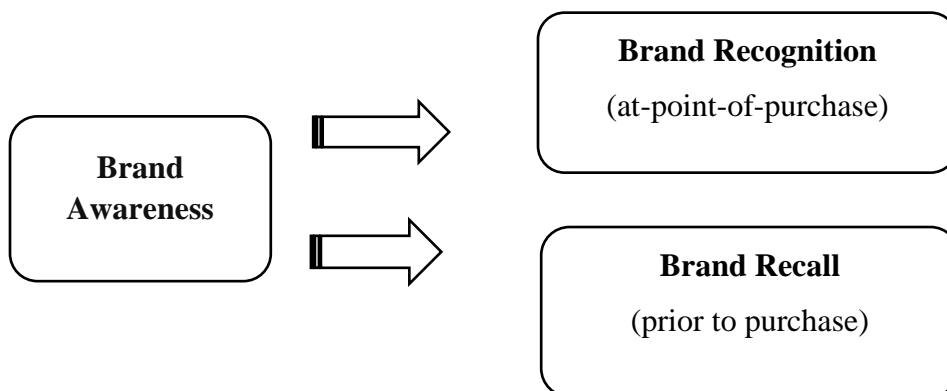 Brand Recognition
(at-point-of-purchase)
Brand
Awareness
Brand Recall
(prior to purchase)